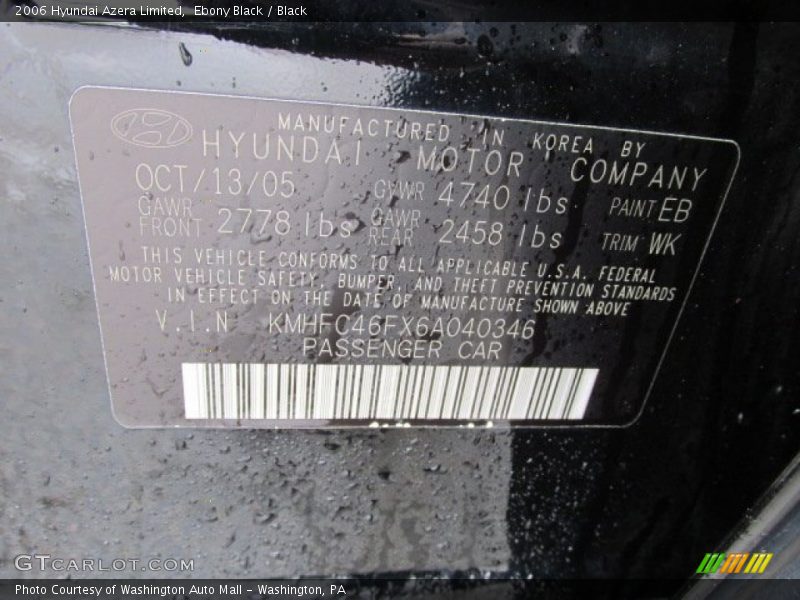 2006 Hyundai Azera Limited, Ebony Black / Black
MANUFACTURED IN KOREA BY
HYUNDAI MOTOR COMPANY
OCT/13/05 GVWR 4740 lbs PAINT EB
GAWR FRONT 2778 lbs GAWR REAR 2458 lbs TRIM WK
THIS VEHICLE CONFORMS TO ALL APPLICABLE U.S.A. FEDERAL
MOTOR VEHICLE SAFETY, BUMPER, AND THEFT PREVENTION STANDARDS
IN EFFECT ON THE DATE OF MANUFACTURE SHOWN ABOVE
V.I.N KMHFC46FX6A040346
PASSENGER CAR
GTCARLOT.COM
Photo Courtesy of Washington Auto Mall - Washington, PA